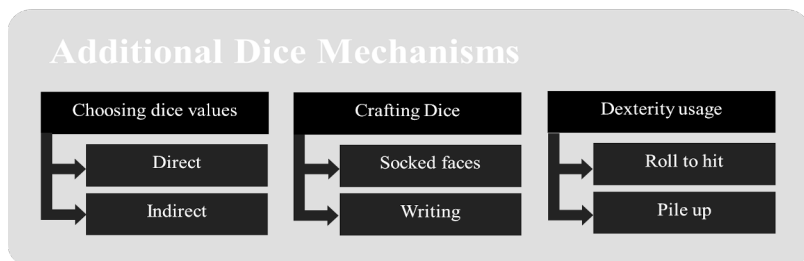 Additional Dice Mechanisms
Choosing dice values
Direct
Indirect
Crafting Dice
Socked faces
Writing
Dexterity usage
Roll to hit
Pile up